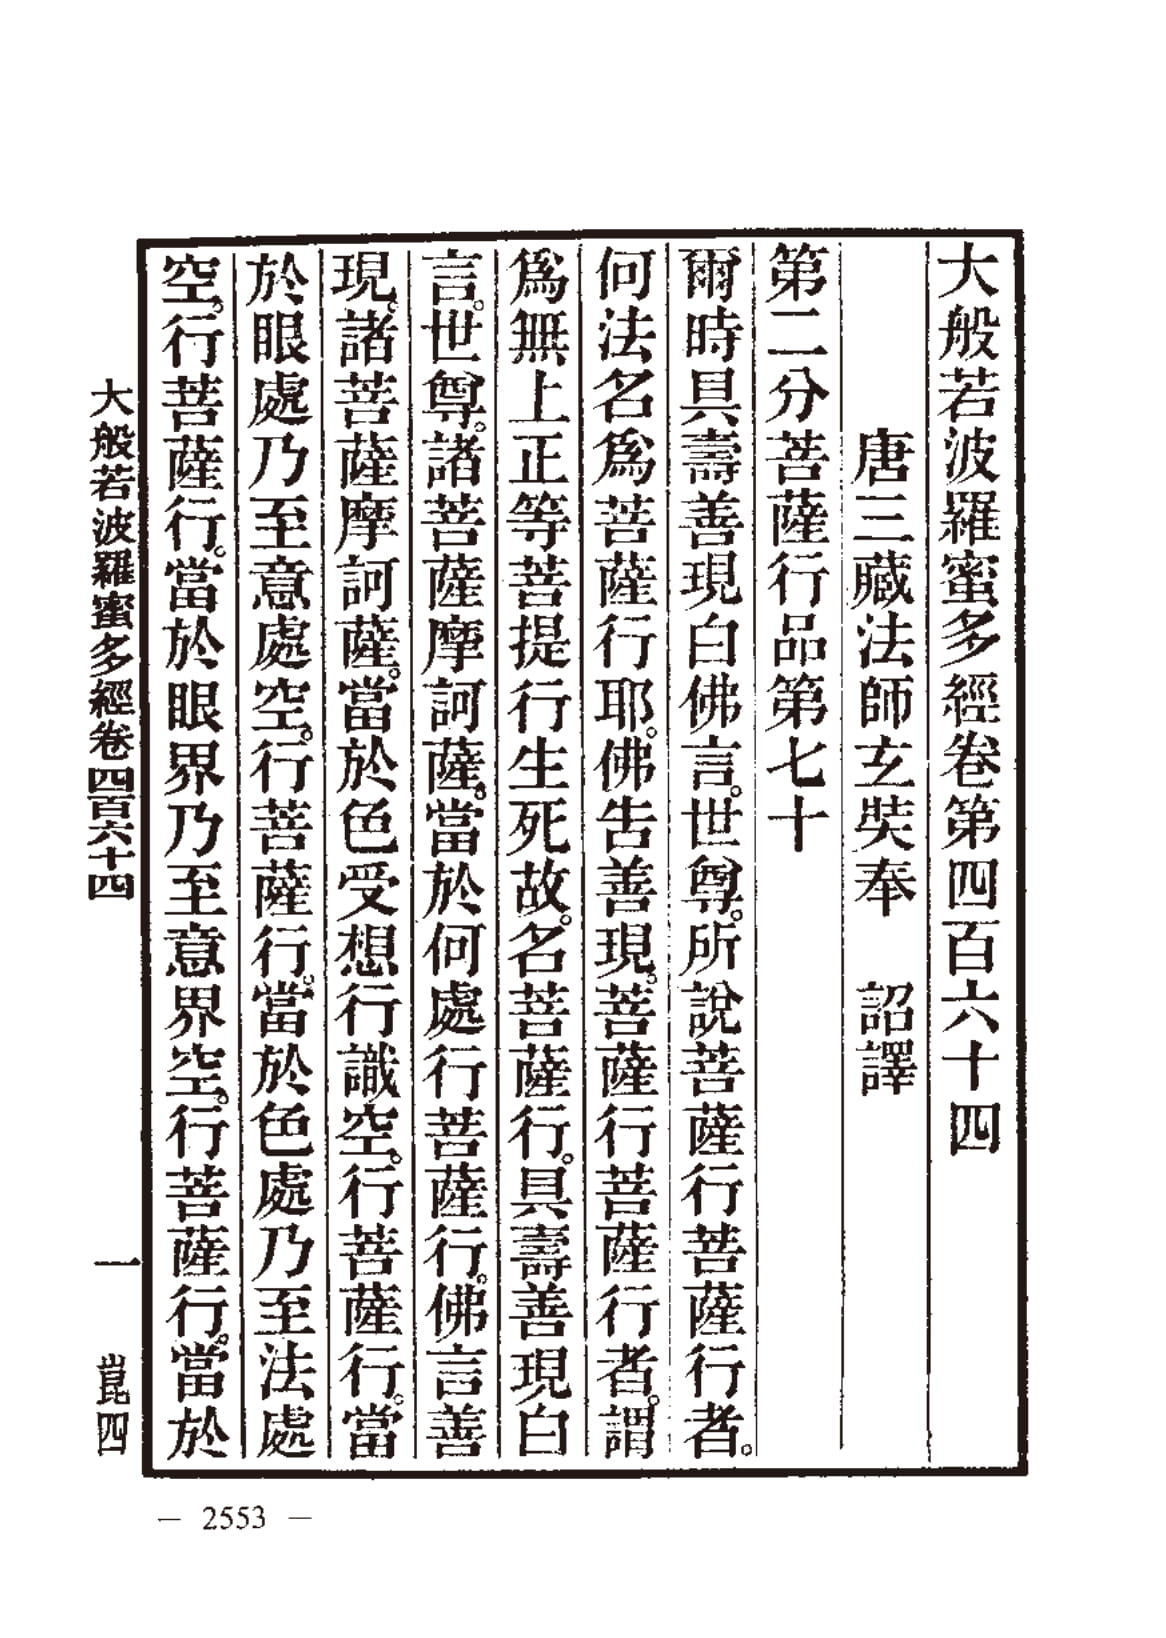 大般若波羅蜜多經卷第四百六十四
唐三藏法師玄奘奉　詔譯
第二分菩薩行品第七十
爾時具壽善現白佛言。世尊。所說菩薩行菩薩行者。
何法名爲菩薩行耶。佛告善現。菩薩行菩薩行者。謂
爲無上正等菩提行生死故。名菩薩行。具壽善現白
言。世尊。諸菩薩摩訶薩。當於何處行菩薩行。佛言善
現。諸菩薩摩訶薩。當於色受想行識空。行菩薩行。當
於眼處乃至意處空。行菩薩行。當於色處乃至法處
空。行菩薩行。當於眼界乃至意界空。行菩薩行。當於
大般若波羅蜜多經卷四百六十四
一
崑四
— 2553 —